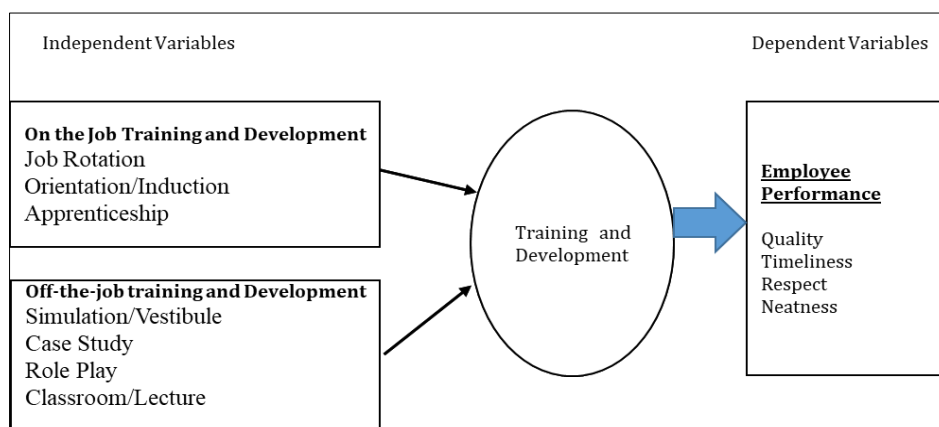 Independent Variables
Dependent Variables
On the Job Training and Development
Job Rotation
Orientation/Induction
Apprenticeship
Off-the-job training and Development
Simulation/Vestibule
Case Study
Role Play
Classroom/Lecture
Training and
Development
Employee
Performance
Quality
Timeliness
Respect
Neatness